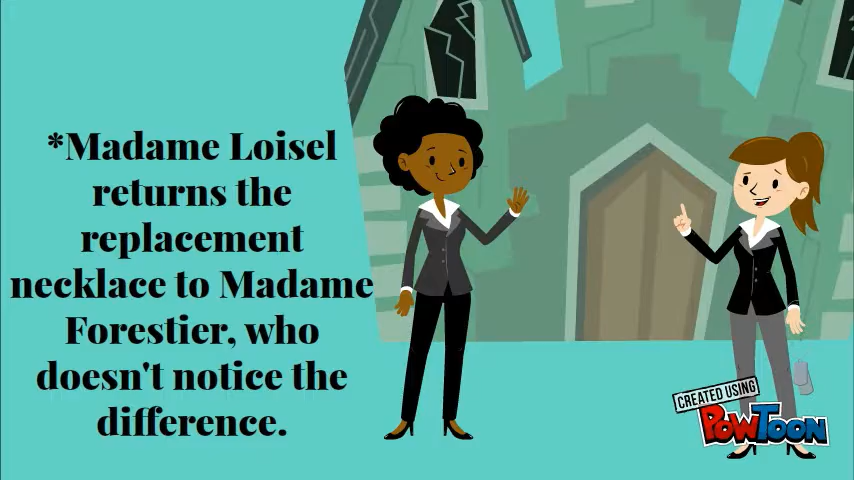 *Madame Loisel
returns the
replacement
necklace to Madame
Forestier, who
doesn't notice the
difference.
CREATED USING
POWTOON